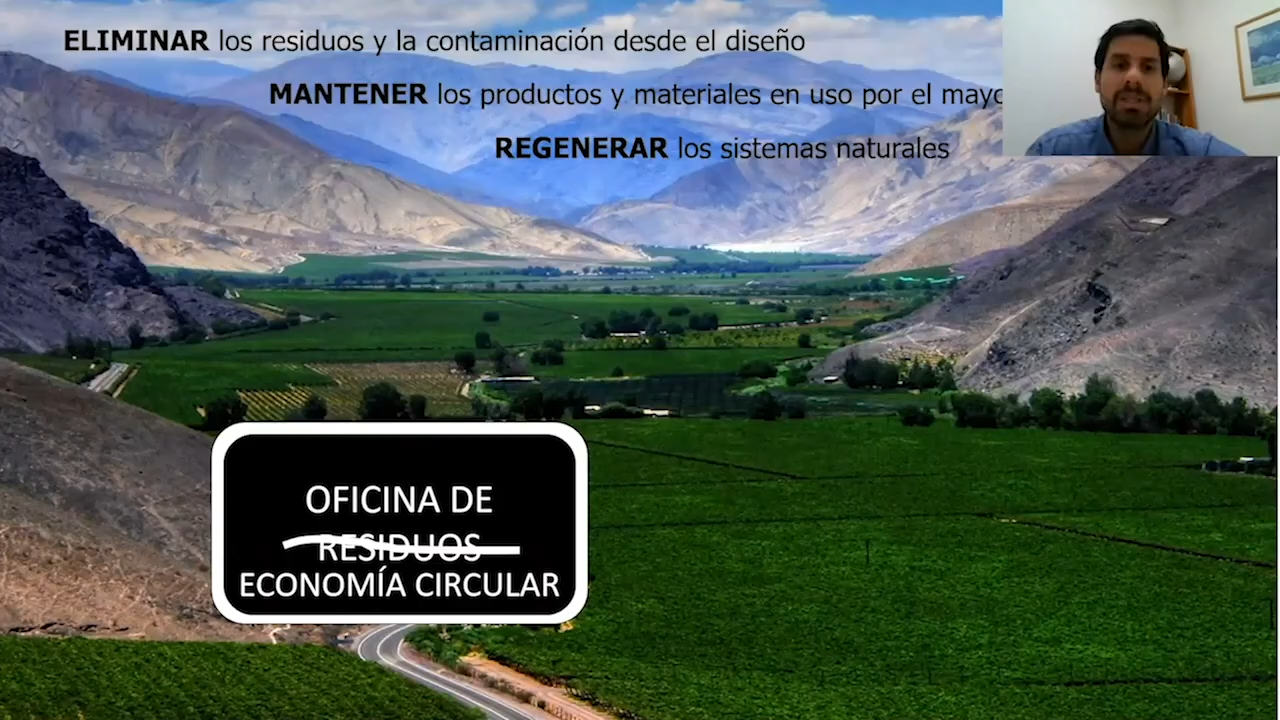 ELIMINAR los residuos y la contaminación desde el diseño
MANTENER los productos y materiales en uso por el mayo
REGENERAR los sistemas naturales
OFICINA DE
RESIDUOS
ECONOMÍA CIRCULAR